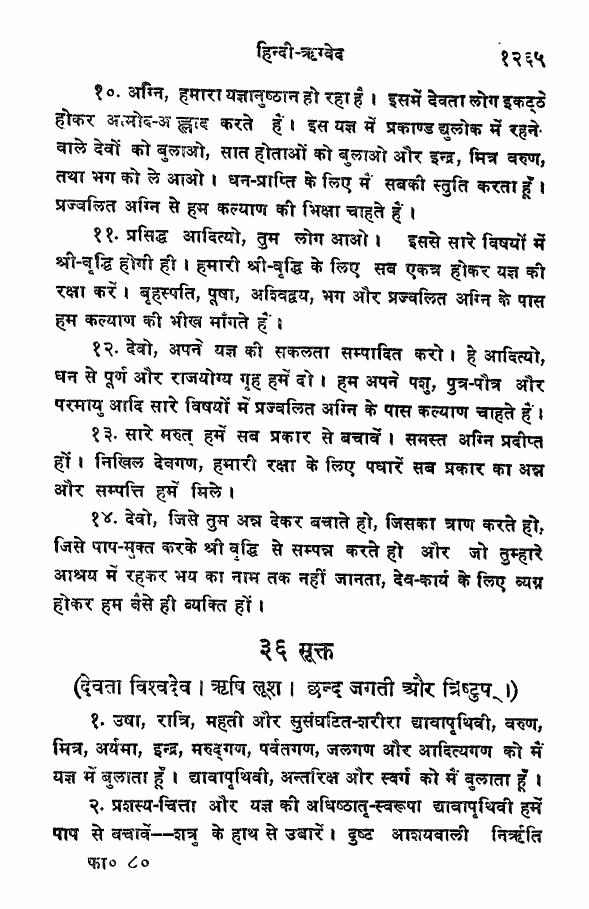 हिन्दी-ऋग्वेद १२६५
१०. अग्नि, हमारा यज्ञानुष्ठान हो रहा है। इसमें देवता लोग इकट्ठे
होकर आमोद-आह्लाद करते हैं। इस यज्ञ में प्रकाण्ड द्युलोक में रहने-
वाले देवों को बुलाओ, सात होताओं को बुलाओ और इन्द्र, मित्र वरुण,
तथा भग को ले आओ। धन-प्राप्ति के लिए मैं सबकी स्तुति करता हूँ।
प्रज्वलित अग्नि से हम कल्याण की भिक्षा चाहते हैं।
११. प्रसिद्ध आदित्यो, तुम लोग आओ। इससे सारे विषयों में
श्री-वृद्धि होगी ही। हमारी श्री-वृद्धि के लिए सब एकत्र होकर यज्ञ की
रक्षा करें। बृहस्पति, पूषा, अश्विद्वय, भग और प्रज्वलित अग्नि के पास
हम कल्याण की भीख माँगते हैं।
१२. देवो, अपने यज्ञ की सकलता सम्पादित करो। हे आदित्यो,
धन से पूर्ण और राजयोग्य गृह हमें दो। हम अपने पशु, पुत्र-पौत्र और
परमायु आदि सारे विषयों में प्रज्वलित अग्नि के पास कल्याण चाहते हैं।
१३. सारे मरुत् हमें सब प्रकार से बचावें। समस्त अग्नि प्रदीप्त
हों। निखिल देवगण, हमारी रक्षा के लिए पधारें सब प्रकार का अन्न
और सम्पत्ति हमें मिले।
१४. देवो, जिसे तुम अन्न देकर बचाते हो, जिसका त्राण करते हो,
जिसे पाप-मुक्त करके श्री वृद्धि से सम्पन्न करते हो और जो तुम्हारे
आश्रय में रहकर भय का नाम तक नहीं जानता, देव-कार्य के लिए व्यग्र
होकर हम वैसे ही व्यक्ति हों।
३६ सूक्त
(देवता विश्वदेव। ऋषि लूश। छन्द जगती और त्रिष्टुप्।)
१. उषा, रात्रि, महती और सुसंघटित-शरीरा द्यावापृथिवी, वरुण,
मित्र, अर्यमा, इन्द्र, मरुद्गण, पर्वतगण, जलगण और आदित्यगण को मैं
यज्ञ में बुलाता हूँ। द्यावापृथिवी, अन्तरिक्ष और स्वर्ग को मैं बुलाता हूँ।
२. प्रशस्य-चित्ता और यज्ञ की अधिष्ठातृ-स्वरूपा द्यावापृथिवी हमें
पाप से बचावें--शत्रु के हाथ से उबारें। दुष्ट आशयवाली निर्ऋति
फा० ८०